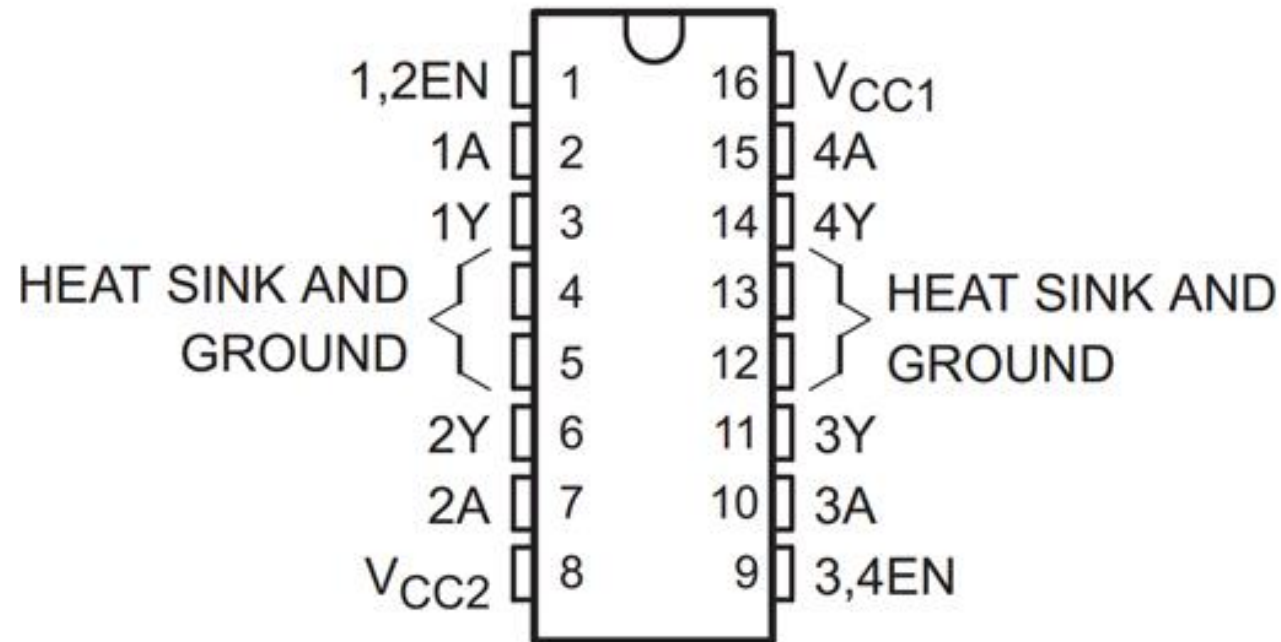 1,2EN 1 16 VCC1
1A 2 15 4A
1Y 3 14 4Y
HEAT SINK AND 4 13 HEAT SINK AND
GROUND 5 12 GROUND
2Y 6 11 3Y
2A 7 10 3A
VCC2 8 9 3,4EN